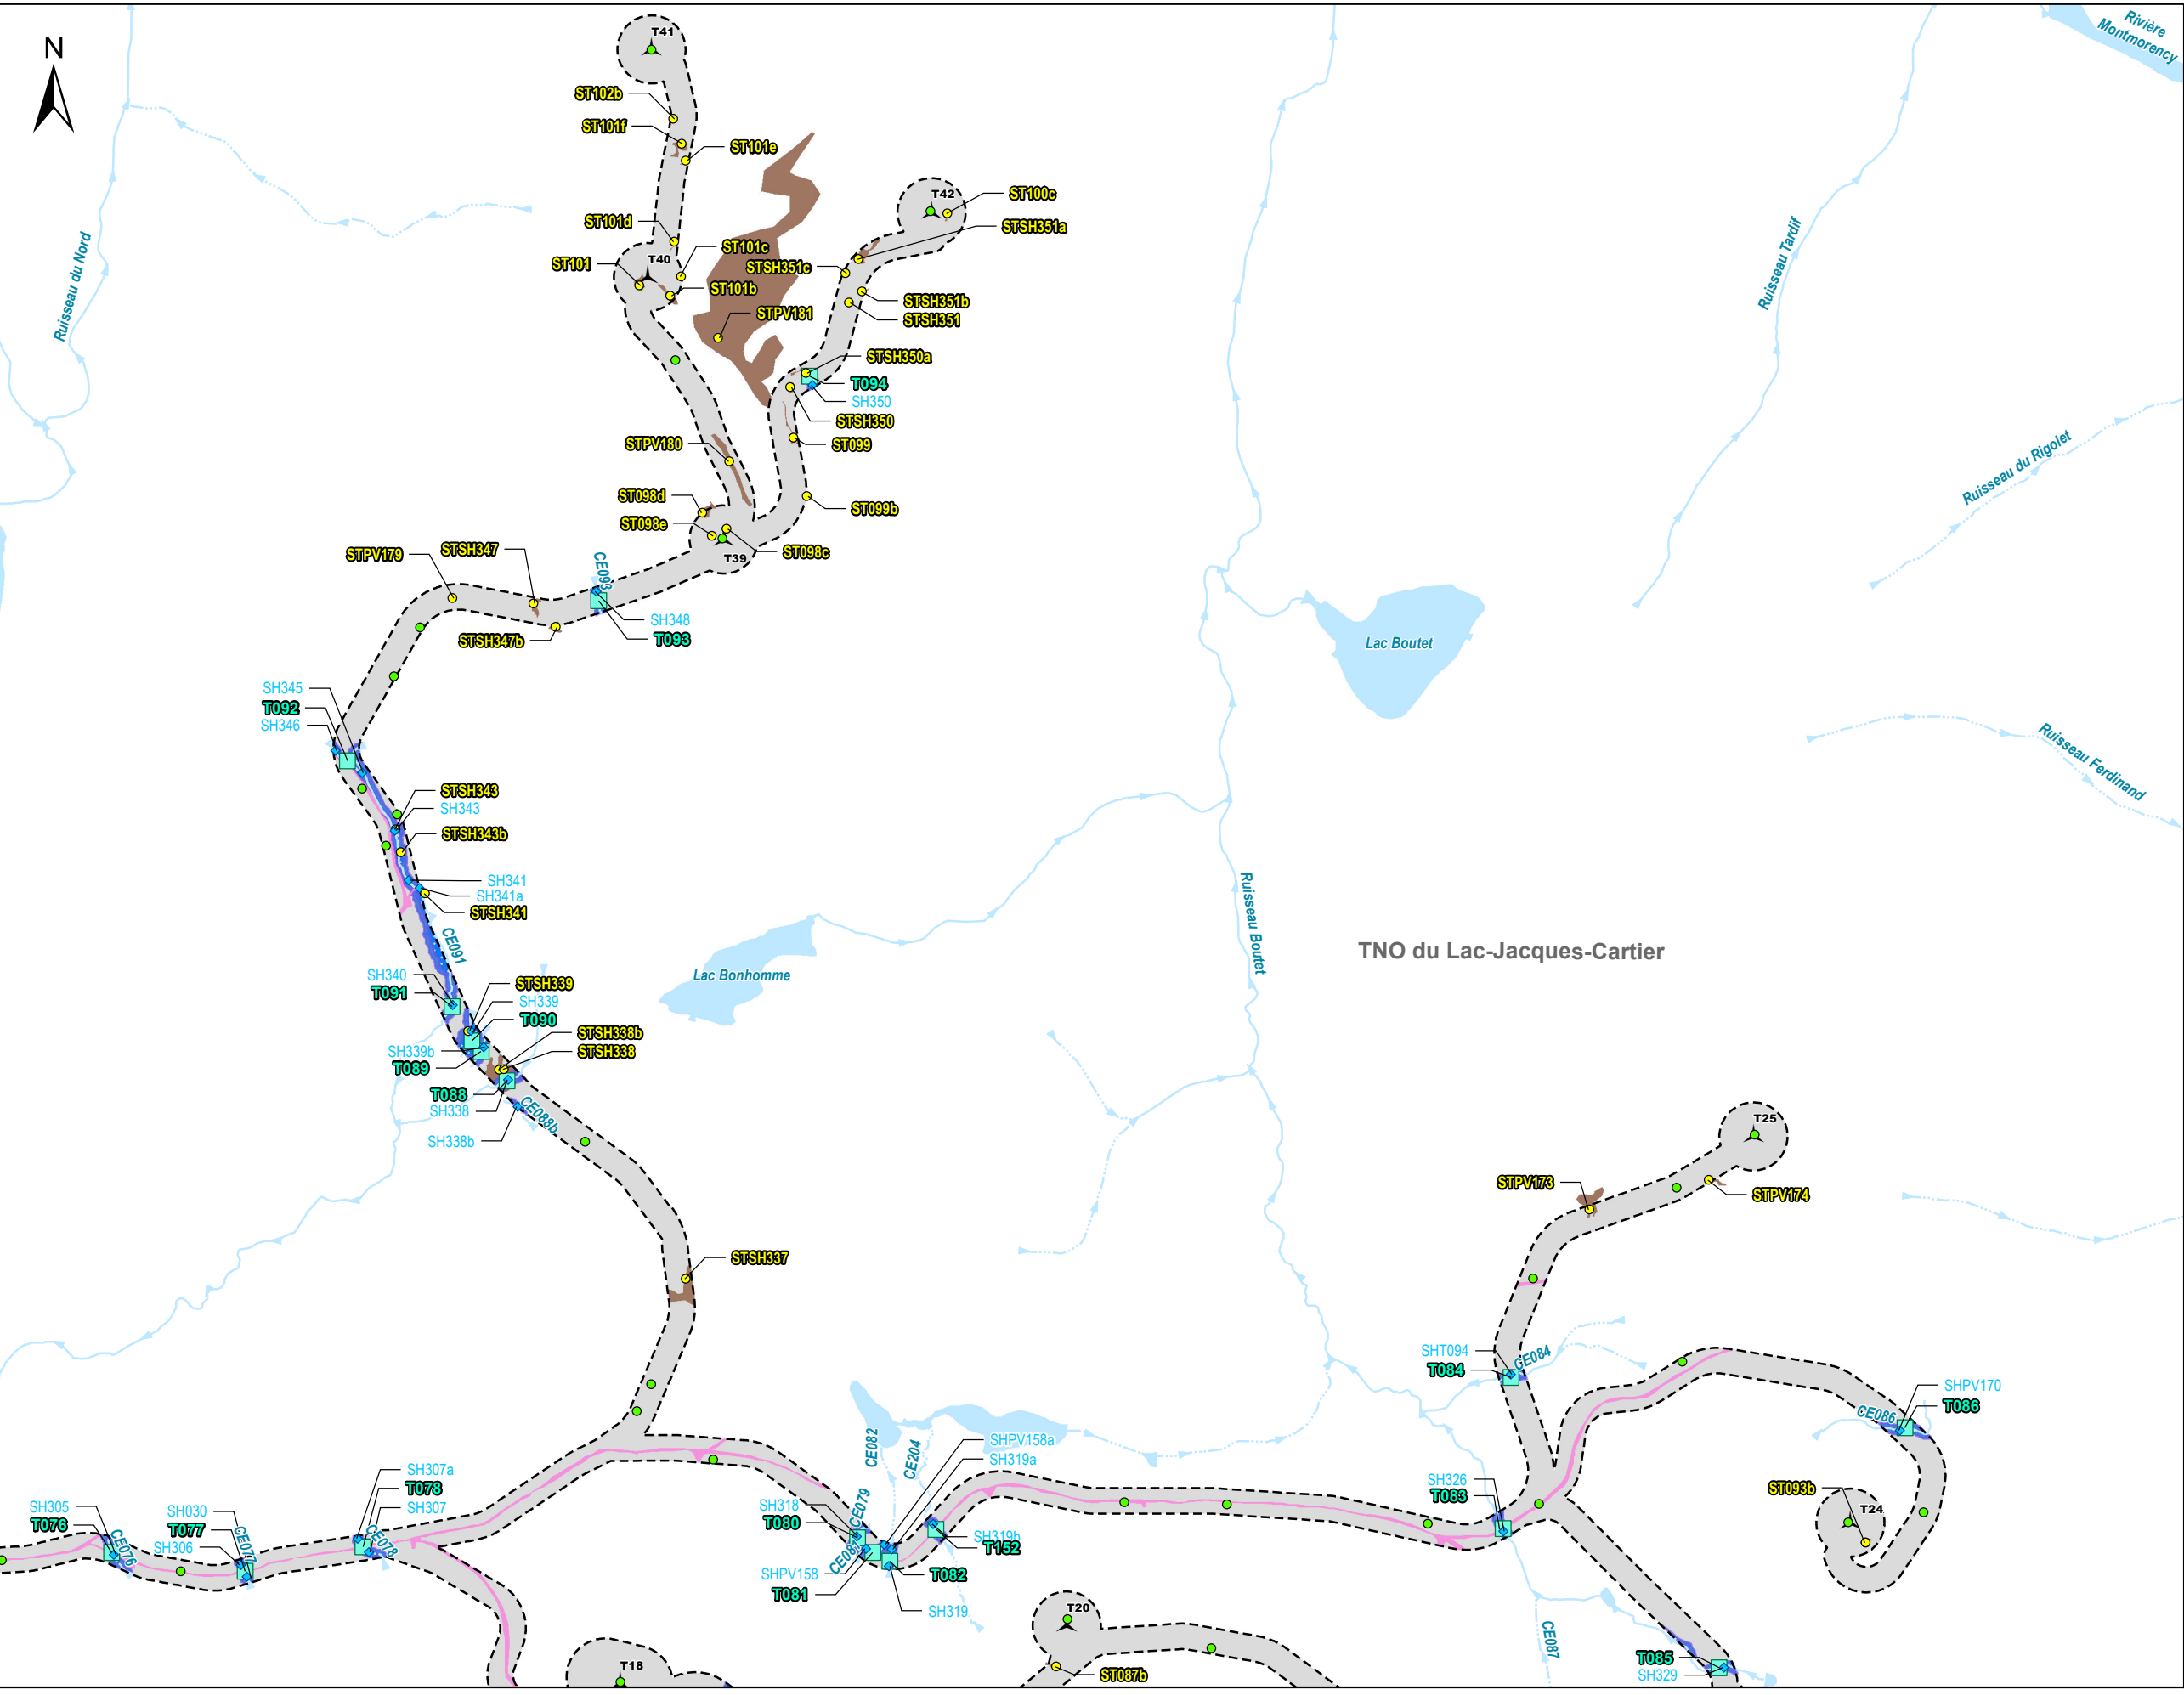 N
Rivière
Montmorency
T41
ST102b
ST101f
ST101e
T42
ST100c
ST101d
STSH351a
Ruisseau du Nord
Ruisseau Tardif
ST101c
ST101
T40
STSH351c
ST101b
STSH351b
STPV181
STSH351
STSH350a
T094
SH350
STSH350
STPV180
ST099
Ruisseau du Rigolet
ST098d
ST099b
ST098e
STPV179
STSH347
CE093
T39
ST098c
SH348
STSH347b
T093
Lac Boutet
SH345
T092
SH346
Ruisseau Ferdinand
STSH343
SH343
STSH343b
SH341
SH341a
STSH341
Ruisseau Boutet
CE091
TNO du Lac-Jacques-Cartier
SH340
T091
Lac Bonhomme
STSH339
SH339
T090
STSH338b
SH339b
STSH338
T089
T088
SH338
CE088b
SH338b
T25
STPV173
STPV174
STSH337
SHT094
T084
CE084
SHPV170
T086
CE086
CE082
CE204
SHPV158a
SH319a
SH307a
T078
SH307
SH326
T083
ST093b
SH305
T076
CE076
SH030
T077
SH306
CE077
CE078
SH318
T080
CE079
CE081
SH319b
T152
T24
SHPV158
T081
T082
SH319
T20
CE087
T18
ST087b
T085
SH329